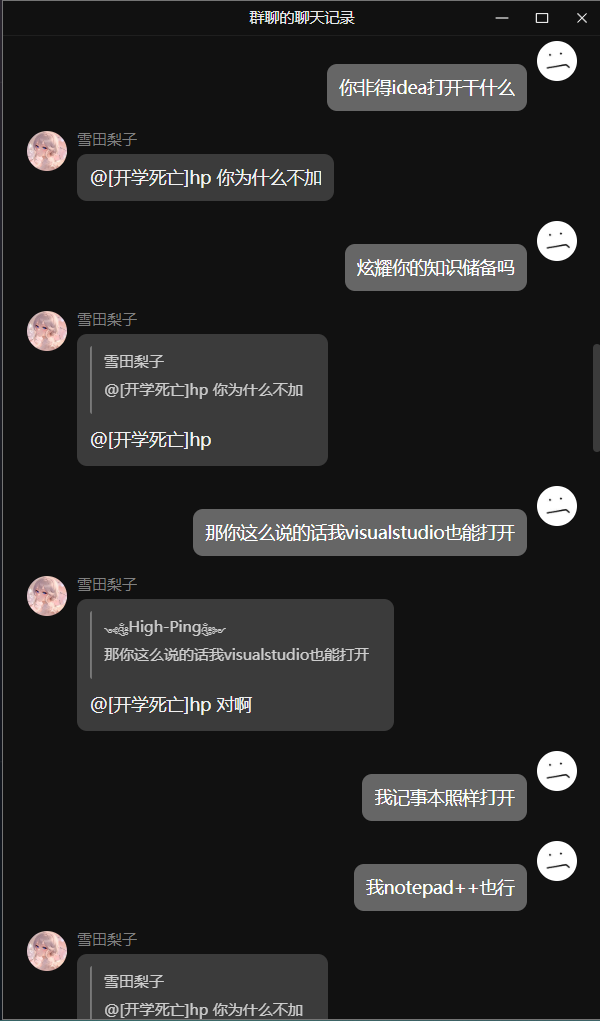 群聊的聊天记录
你非得idea打开干什么
雪田梨子
@[开学死亡]hp 你为什么不加
炫耀你的知识储备吗
雪田梨子
雪田梨子
@[开学死亡]hp 你为什么不加
@[开学死亡]hp
那你这么说的话我visualstudio也能打开
雪田梨子
High-Ping
那你这么说的话我visualstudio也能打开
@[开学死亡]hp 对啊
我记事本照样打开
我notepad++也行
雪田梨子
雪田梨子
@[开学死亡]hp 你为什么不加